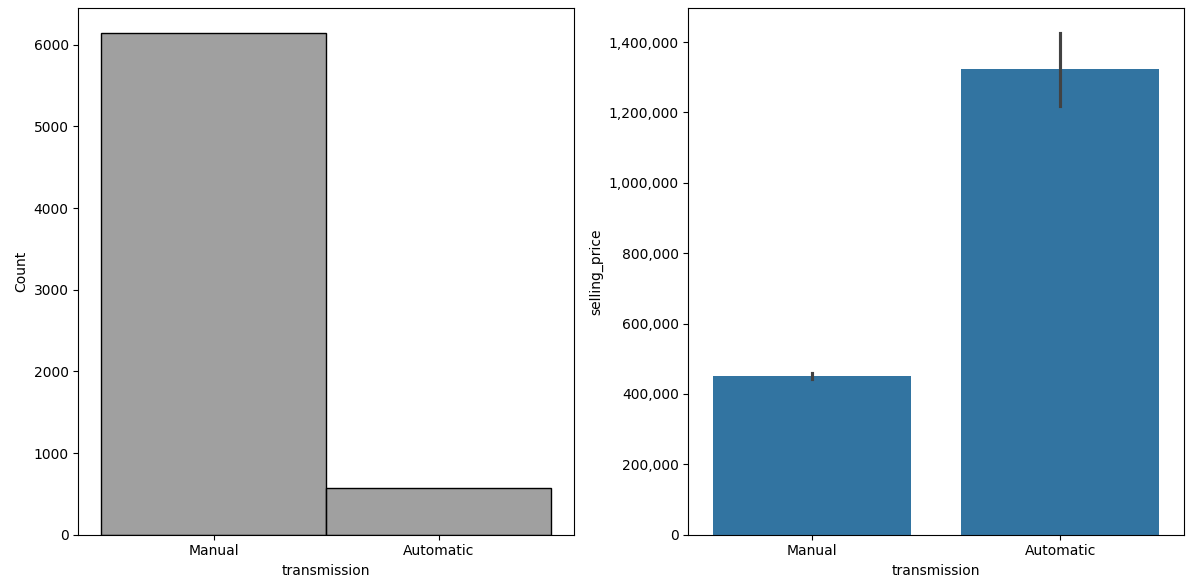 6000
5000
4000
3000
2000
1000
0
Count
Manual Automatic
transmission
1,400,000
1,200,000
1,000,000
800,000
600,000
400,000
200,000
0
selling_price
Manual Automatic
transmission